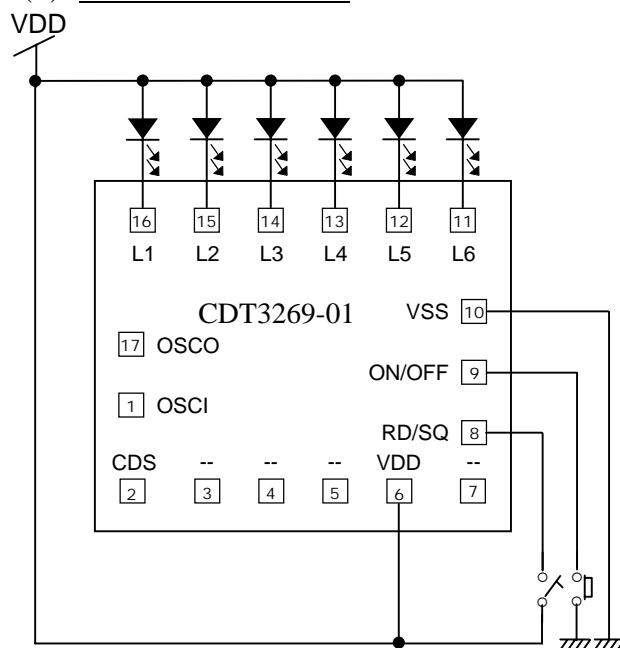 VDD
16 15 14 13 12 11
L1 L2 L3 L4 L5 L6
CDT3269-01 VSS 10
17 OSCO
ON/OFF 9
1 OSCI
RD/SQ 8
CDS -- -- -- VDD --
2 3 4 5 6 7